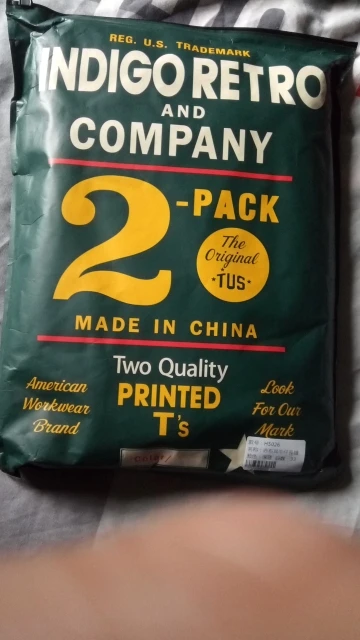 REG. U.S. TRADEMARK
INDIGO RETRO
AND
COMPANY
2-PACK
The
Original
•TUS•
MADE IN CHINA
Two Quality
PRINTED
T's
American
Workwear
Brand
Look
For Our
Mark